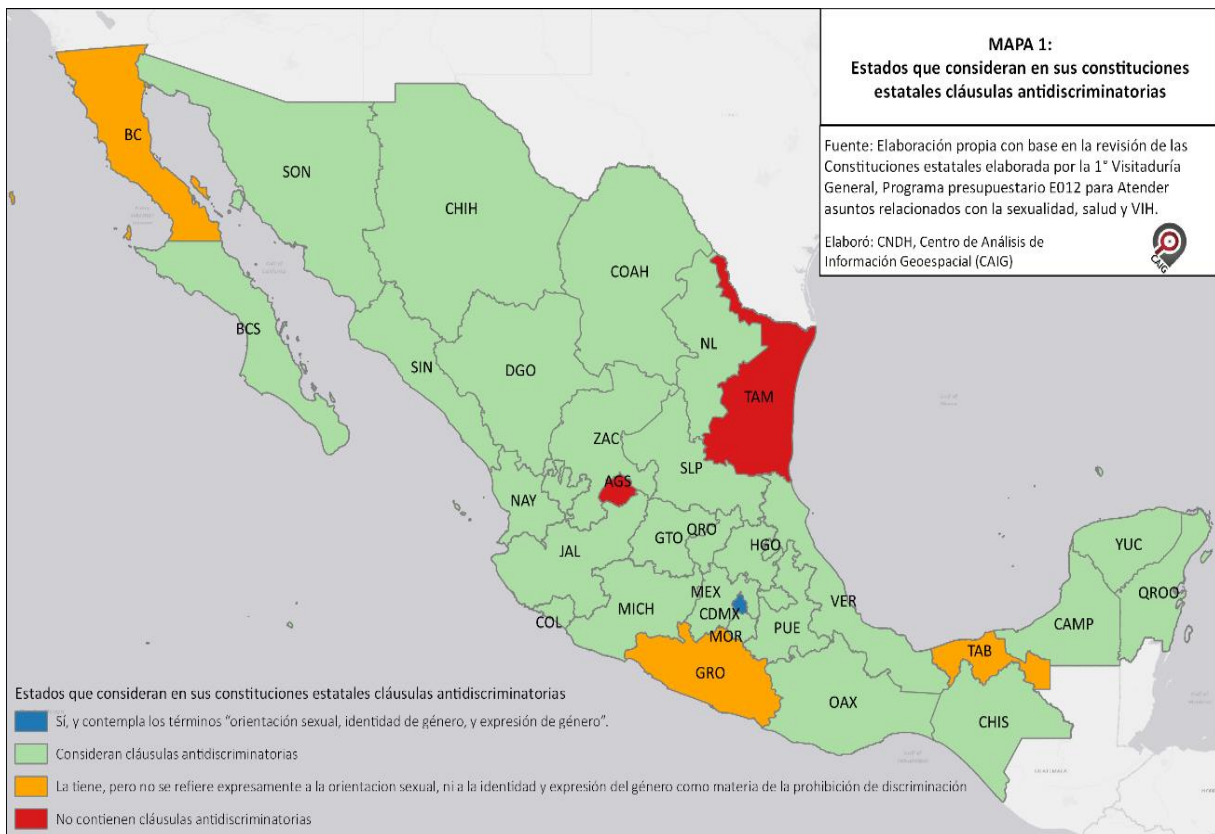 MAPA 1:
Estados que consideran en sus constituciones
estatales cláusulas antidiscriminatorias
Fuente: Elaboración propia con base en la revisión de las
Constituciones estatales elaborada por la 1° Visitaduría
General, Programa presupuestario E012 para Atender
asuntos relacionados con la sexualidad, salud y VIH.
Elaboró: CNDH, Centro de Análisis de
Información Geoespacial (CAIG)
CAIG
BC
SON
CHIH
COAH
BCS
SIN
DGO
NL
TAM
ZAC
SLP
AGS
NAY
JAL
GTO
QRO
HGO
YUC
QROO
COL
MICH
MEX
CDMX
MOR
PUE
VER
CAMP
TAB
GRO
OAX
CHIS
Estados que consideran en sus constituciones estatales cláusulas antidiscriminatorias
Sí, y contempla los términos "orientación sexual, identidad de género, y expresión de género".
Consideran cláusulas antidiscriminatorias
La tiene, pero no se refiere expresamente a la orientacion sexual, ni a la identidad y expresión del género como materia de la prohibición de discriminación
No contienen cláusulas antidiscriminatorias